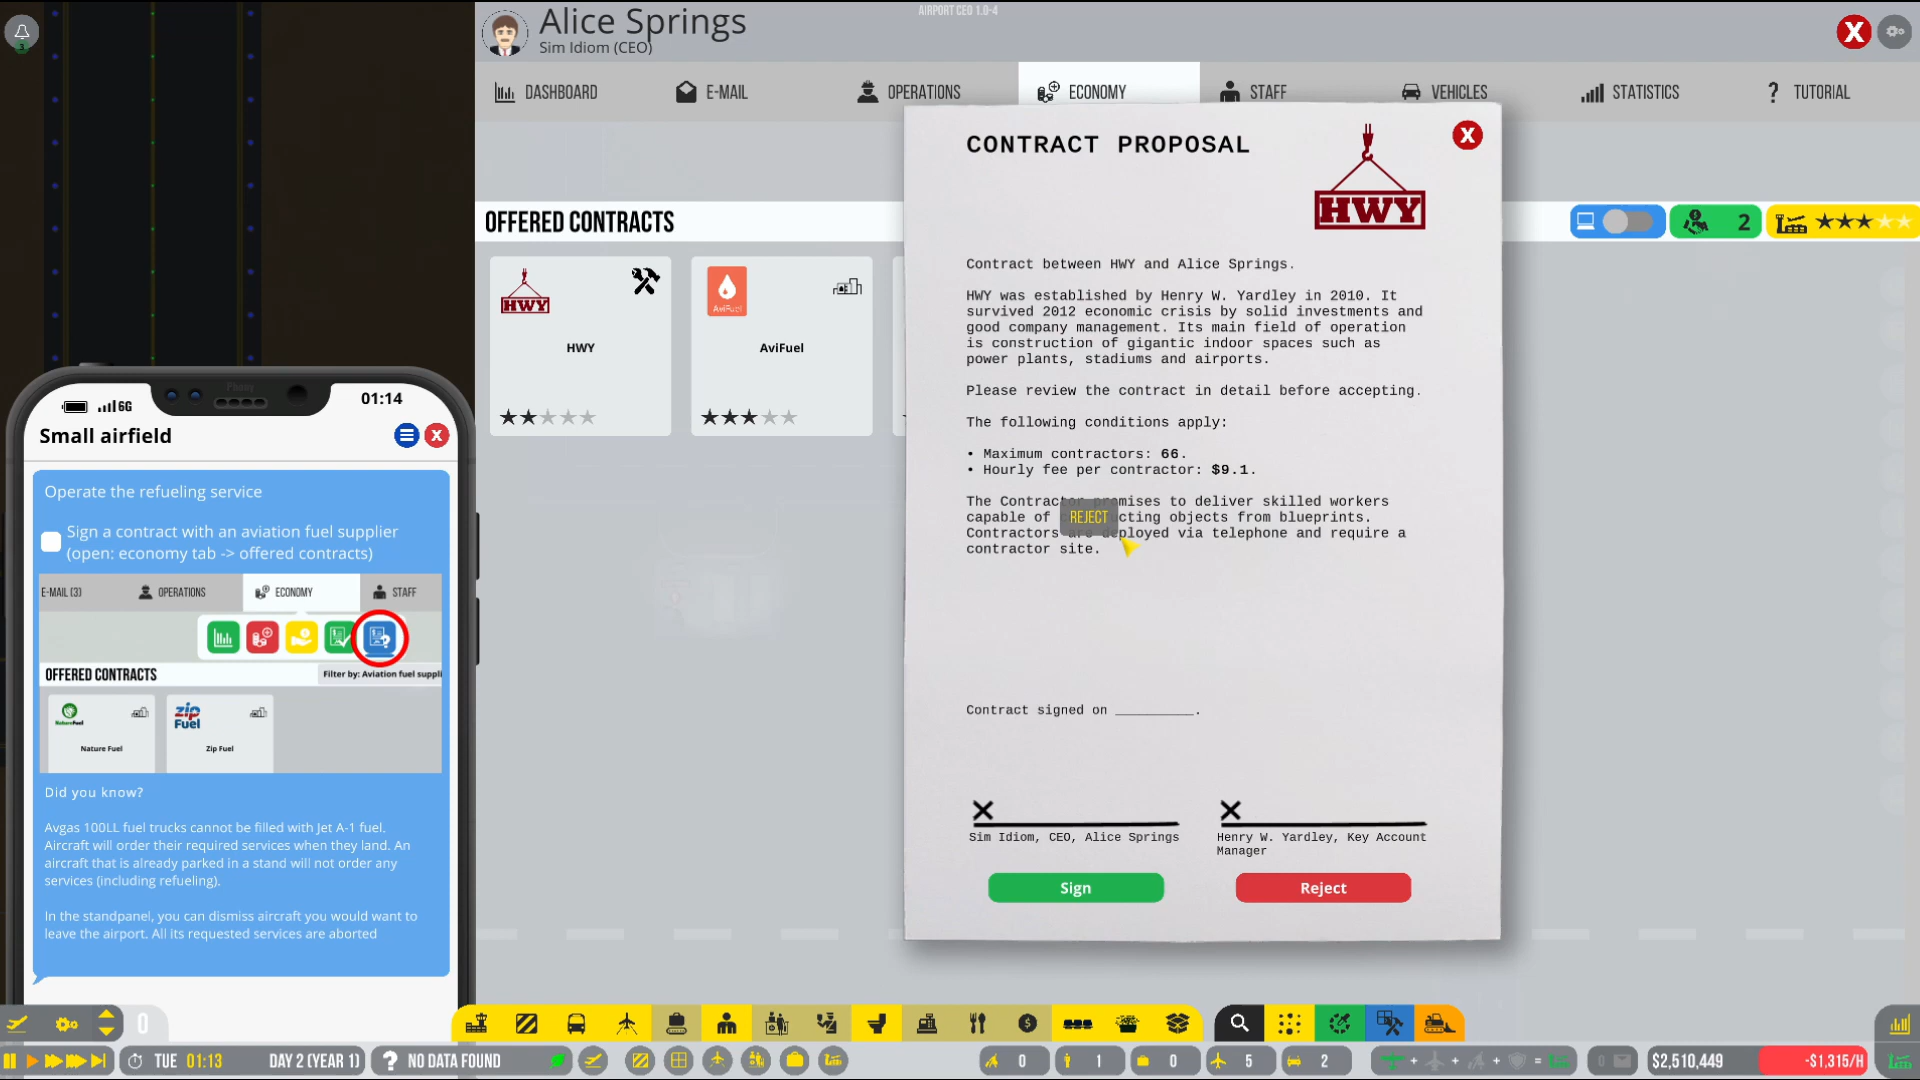 AIRPORT CEO 1.0-4
3
Alice Springs
Sim Idiom (CEO)
X
DASHBOARD
E-MAIL
OPERATIONS
ECONOMY
STAFF
VEHICLES
STATISTICS
? TUTORIAL
OFFERED CONTRACTS
2
HWY
HWY
AviFuel
AviFuel
CONTRACT PROPOSAL
X
HWY
Contract between HWY and Alice Springs.
HWY was established by Henry W. Yardley in 2010. It
survived 2012 economic crisis by solid investments and
good company management. Its main field of operation
is construction of gigantic indoor spaces such as
power plants, stadiums and airports.
Please review the contract in detail before accepting.
The following conditions apply:
• Maximum contractors: 66.
• Hourly fee per contractor: $9.1.
The Contractor promises to deliver skilled workers
capable of cting objects from blueprints.
Contractors are deployed via telephone and require a
contractor site.
REJECT
Contract signed on __________.
Sim Idiom, CEO, Alice Springs
Henry W. Yardley, Key Account
Manager
Sign
Reject
Phony
6G
01:14
Small airfield
X
Operate the refueling service
Sign a contract with an aviation fuel supplier
(open: economy tab -> offered contracts)
E-MAIL (3)
OPERATIONS
ECONOMY
STAFF
OFFERED CONTRACTS
Filter by: Aviation fuel suppli
NatureFuel
Nature Fuel
zip Fuel
Zip Fuel
Did you know?
Avgas 100LL fuel trucks cannot be filled with Jet A-1 fuel.
Aircraft will order their required services when they land. An
aircraft that is already parked in a stand will not order any
services (including refueling).
In the standpanel, you can dismiss aircraft you would want to
leave the airport. All its requested services are aborted
0
TUE 01:13
DAY 2 (YEAR 1)
? NO DATA FOUND
0
1
0
5
2
+ + + =
0
$2,510,449
-$1,315/H